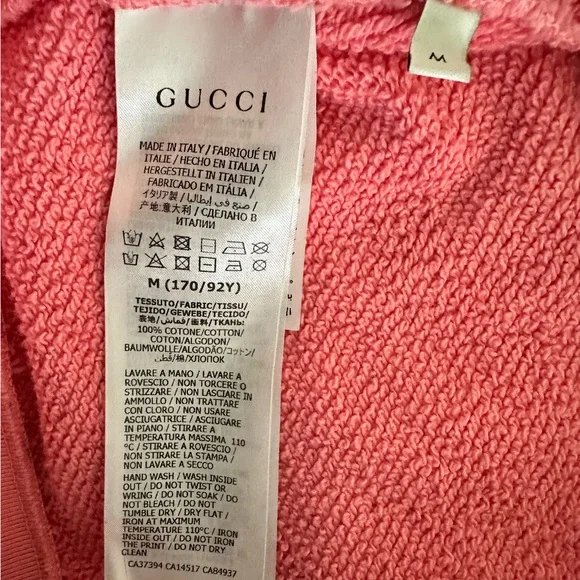 M
GUCCI
MADE IN ITALY / FABRIQUÉ EN
ITALIE / HECHO EN ITALIA /
HERGESTELLT IN ITALIEN /
FABRICADO EM ITÁLIA /
イタリア製 / صنع في إيطاليا /
产地:意大利 / СДЕЛАНО В
ИТАЛИИ
M (170/92Y)
TESSUTO/FABRIC/TISSU/
TEJIDO/GEWEBE/TECIDO/
表地/قماش/面料/ТКАНЬ:
100% COTONE/COTTON/
COTON/ALGODON/
BAUMWOLLE/ALGODÃO/コットン/
قطن/棉/ХЛОПОК
LAVARE A MANO / LAVARE A
ROVESCIO / NON TORCERE O
STRIZZARE / NON LASCIARE IN
AMMOLLO / NON TRATTARE
CON CLORO / NON USARE
ASCIUGATRICE / ASCIUGARE
IN PIANO / STIRARE A
TEMPERATURA MASSIMA 110
°C / STIRARE A ROVESCIO /
NON STIRARE LA STAMPA /
NON LAVARE A SECCO
HAND WASH / WASH INSIDE
OUT / DO NOT TWIST OR
WRING / DO NOT SOAK / DO
NOT BLEACH / DO NOT
TUMBLE DRY / DRY FLAT /
IRON AT MAXIMUM
TEMPERATURE 110°C / IRON
INSIDE OUT / DO NOT IRON
THE PRINT / DO NOT DRY
CLEAN
CA37394 CA14517 CA84937